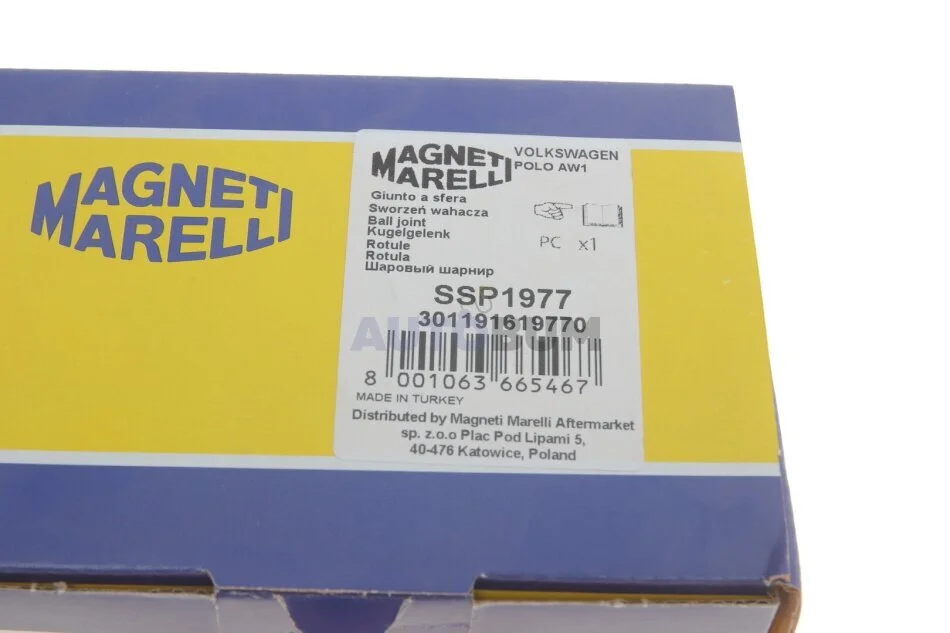 MAGNETI
MARELLI
MAGNETI
MARELLI
VOLKSWAGEN
POLO AW1
Giunto a sfera
Sworzeń wahacza
Ball joint
Kugelgelenk
Rotule
Rotula
Шаровый шарнир
PC x1
SSP1977
301191619770
AUTOBUM
8 001063 665467
MADE IN TURKEY
Distributed by Magneti Marelli Aftermarket
sp. z.o.o Plac Pod Lipami 5,
40-476 Katowice, Poland